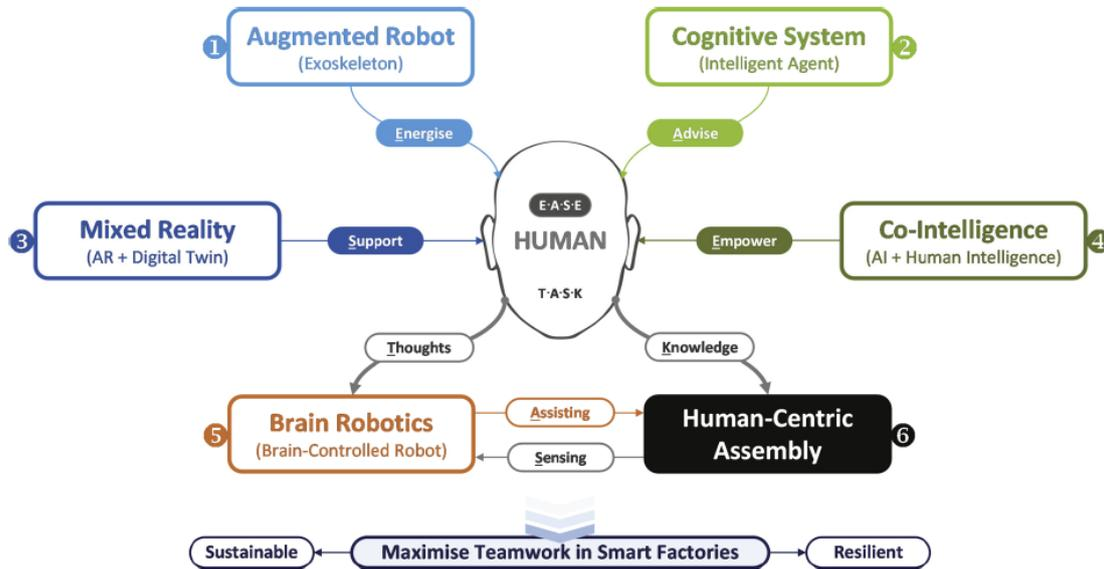 1
Augmented Robot
(Exoskeleton)
Cognitive System
(Intelligent Agent)
2
Energise
Advise
E·A·S·E
HUMAN
T·A·S·K
3
Mixed Reality
(AR + Digital Twin)
Support
Empower
Co-Intelligence
(AI + Human Intelligence)
4
Thoughts
Knowledge
5
Brain Robotics
(Brain-Controlled Robot)
Assisting
Sensing
Human-Centric
Assembly
6
Sustainable
Maximise Teamwork in Smart Factories
Resilient